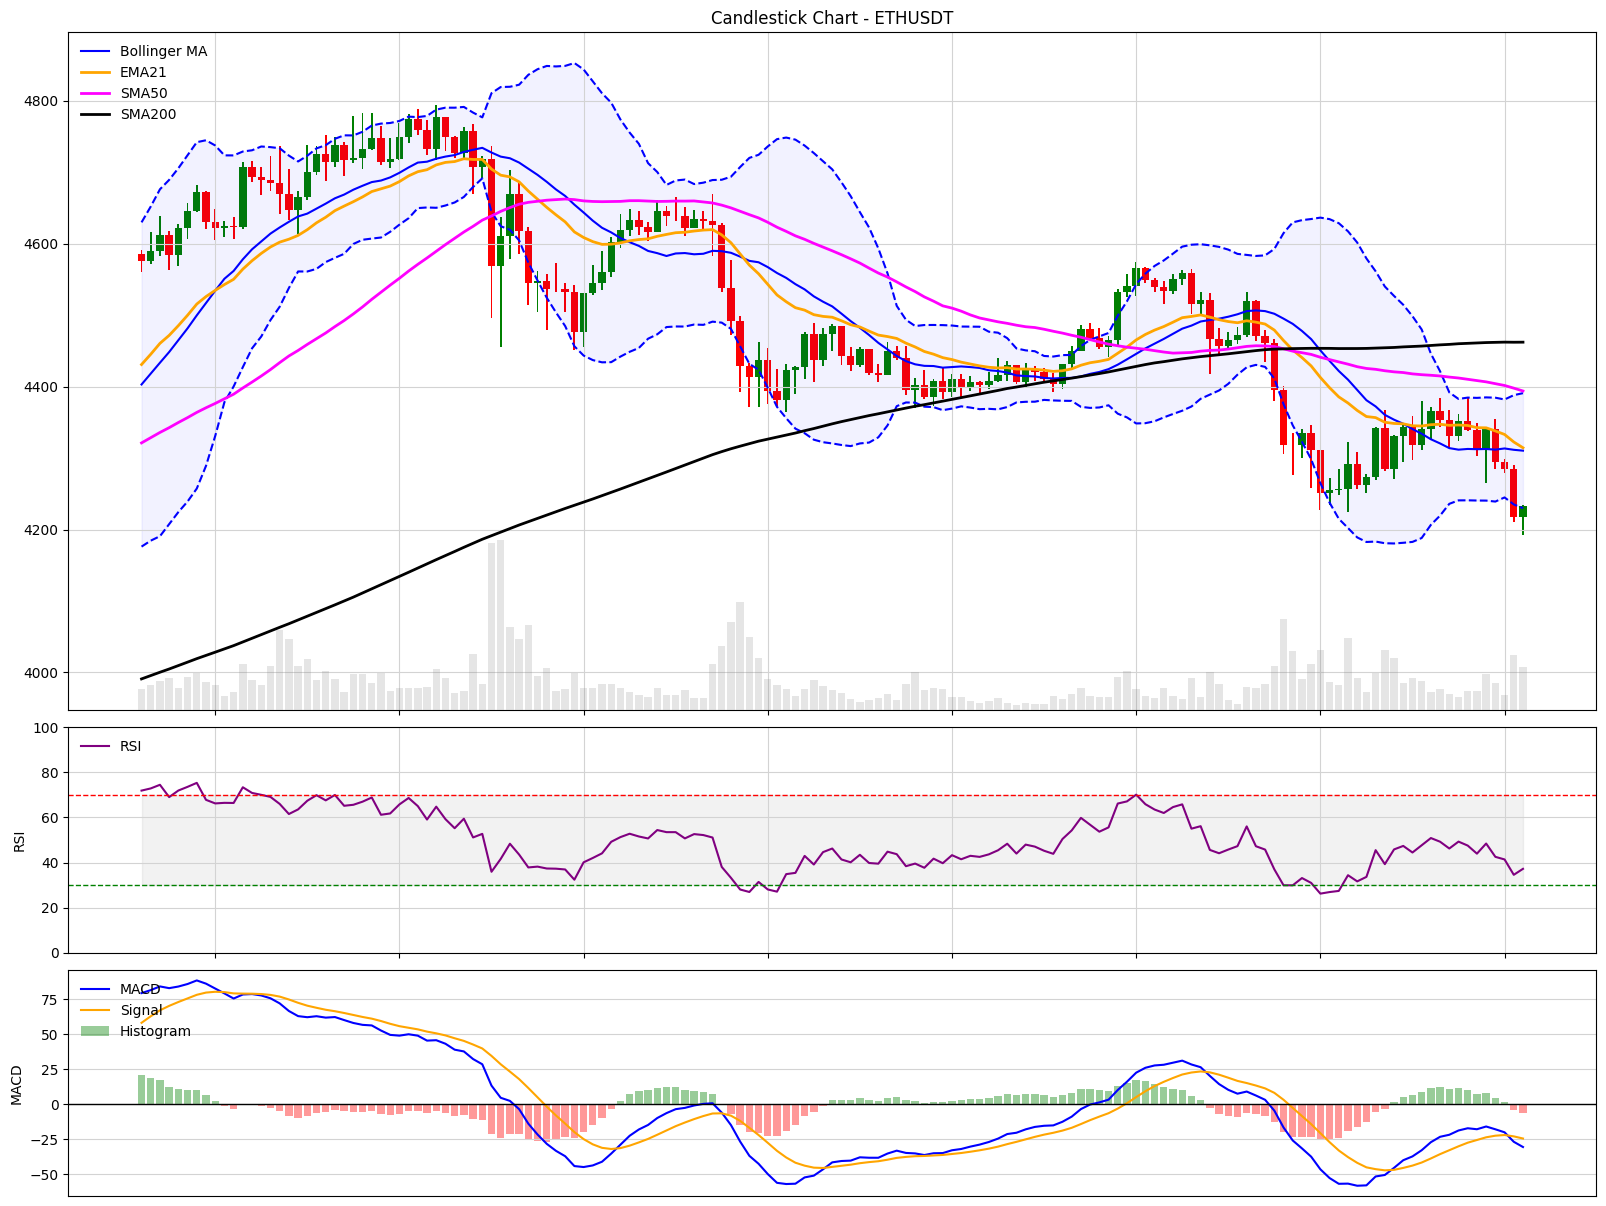 Candlestick Chart - ETHUSDT
Bollinger MA
EMA21
SMA50
SMA200
4800
4600
4400
4200
4000
100
80
60
40
20
0
RSI
RSI
75
50
25
0
−25
−50
MACD
MACD
Signal
Histogram